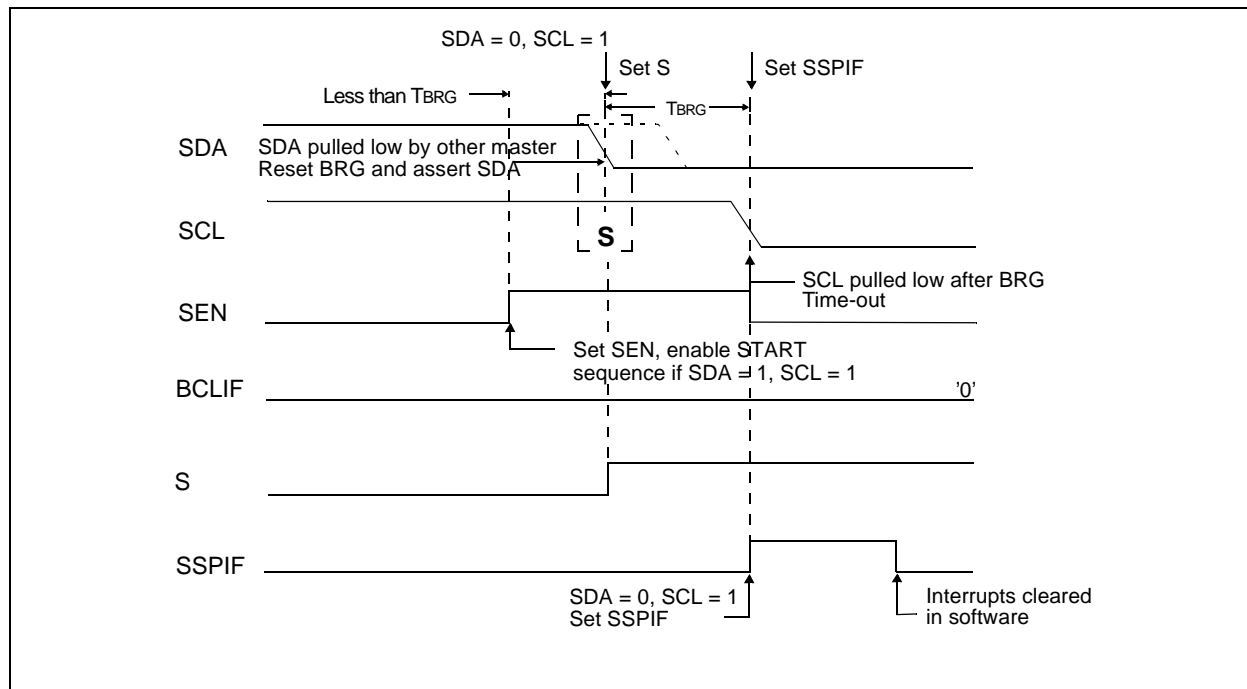 SDA = 0, SCL = 1
Set S
Set SSPIF
Less than TBRG
TBRG
SDA
SDA pulled low by other master
Reset BRG and assert SDA
SCL
S
SCL pulled low after BRG
Time-out
SEN
Set SEN, enable START
sequence if SDA = 1, SCL = 1
BCLIF
'0'
S
SSPIF
SDA = 0, SCL = 1
Set SSPIF
Interrupts cleared
in software